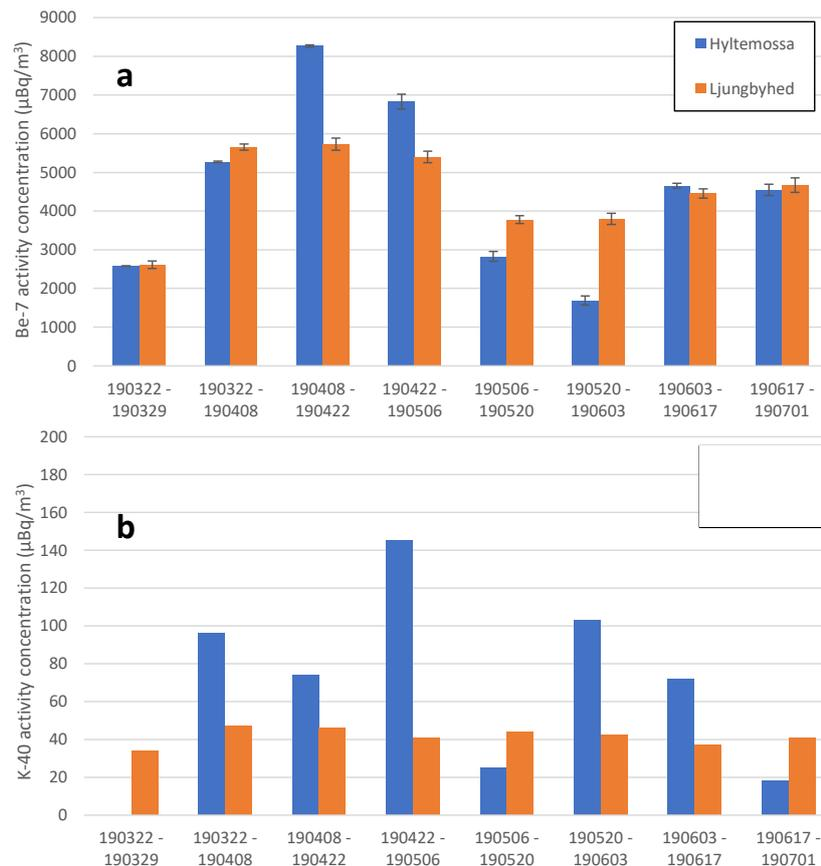 9000
8000
7000
6000
5000
4000
3000
2000
1000
0
Be-7 activity concentration (µBq/m³)
a
Hyltemossa
Ljungbyhed
190322 - 190322 - 190408 - 190422 - 190506 - 190520 - 190603 - 190617 -
190329 190408 190422 190506 190520 190603 190617 190701
200
180
160
140
120
100
80
60
40
20
0
K-40 activity concentration (µBq/m³)
b
190322 - 190322 - 190408 - 190422 - 190506 - 190520 - 190603 - 190617 -
190329 190408 190422 190506 190520 190603 190617 190701